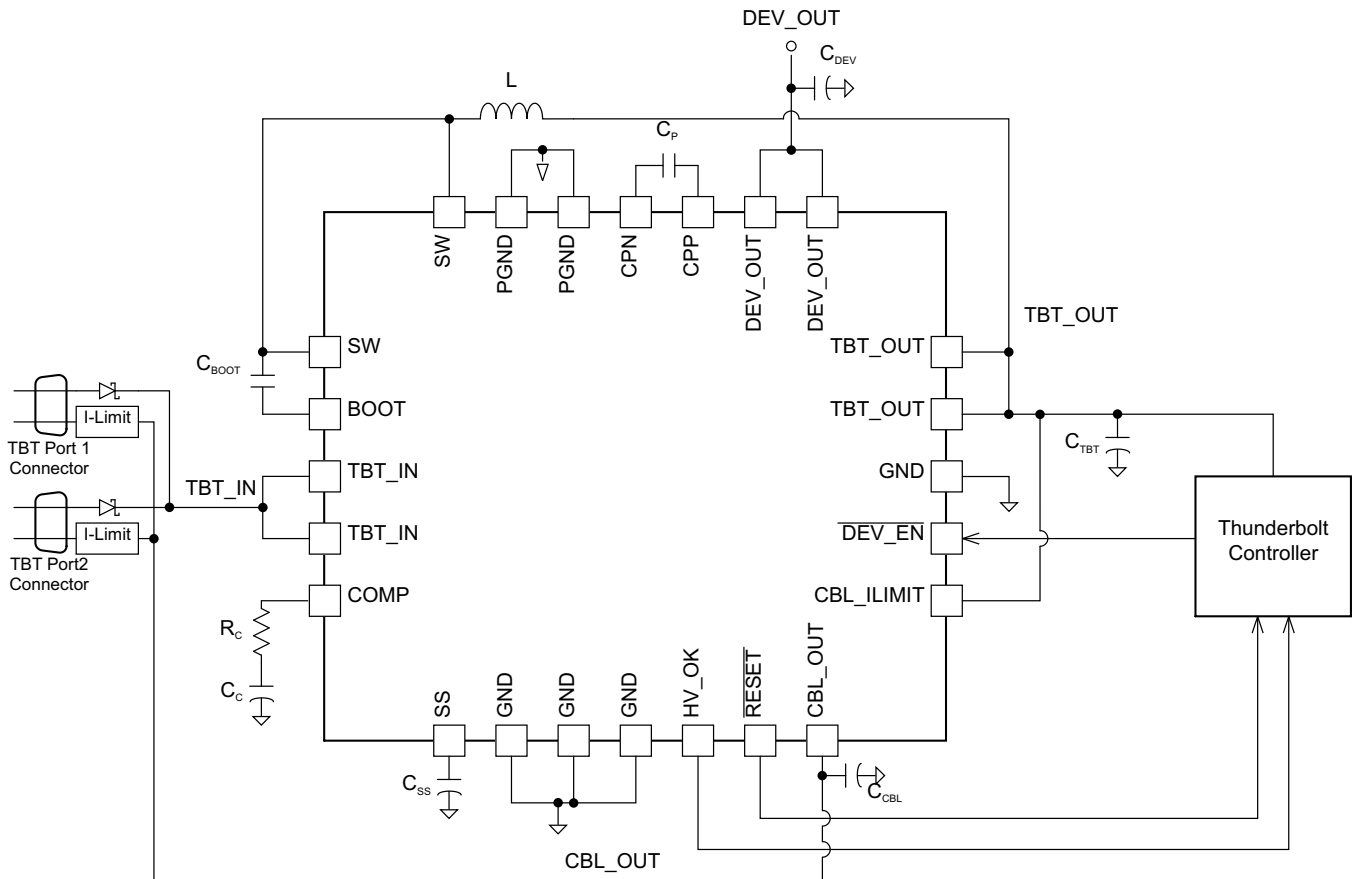 DEV_OUT
C_DEV
L
C_P
SW
PGND
PGND
CPN
CPP
DEV_OUT
DEV_OUT
TBT_OUT
SW
TBT_OUT
C_BOOT
BOOT
TBT_OUT
I-Limit
C_TBT
TBT Port 1
Connector
TBT_IN
GND
TBT_IN
I-Limit
TBT_IN
DEV_EN
Thunderbolt
Controller
TBT Port2
Connector
COMP
CBL_ILIMIT
R_C
C_C
SS
GND
GND
GND
HV_OK
RESET
CBL_OUT
C_SS
C_CBL
CBL_OUT